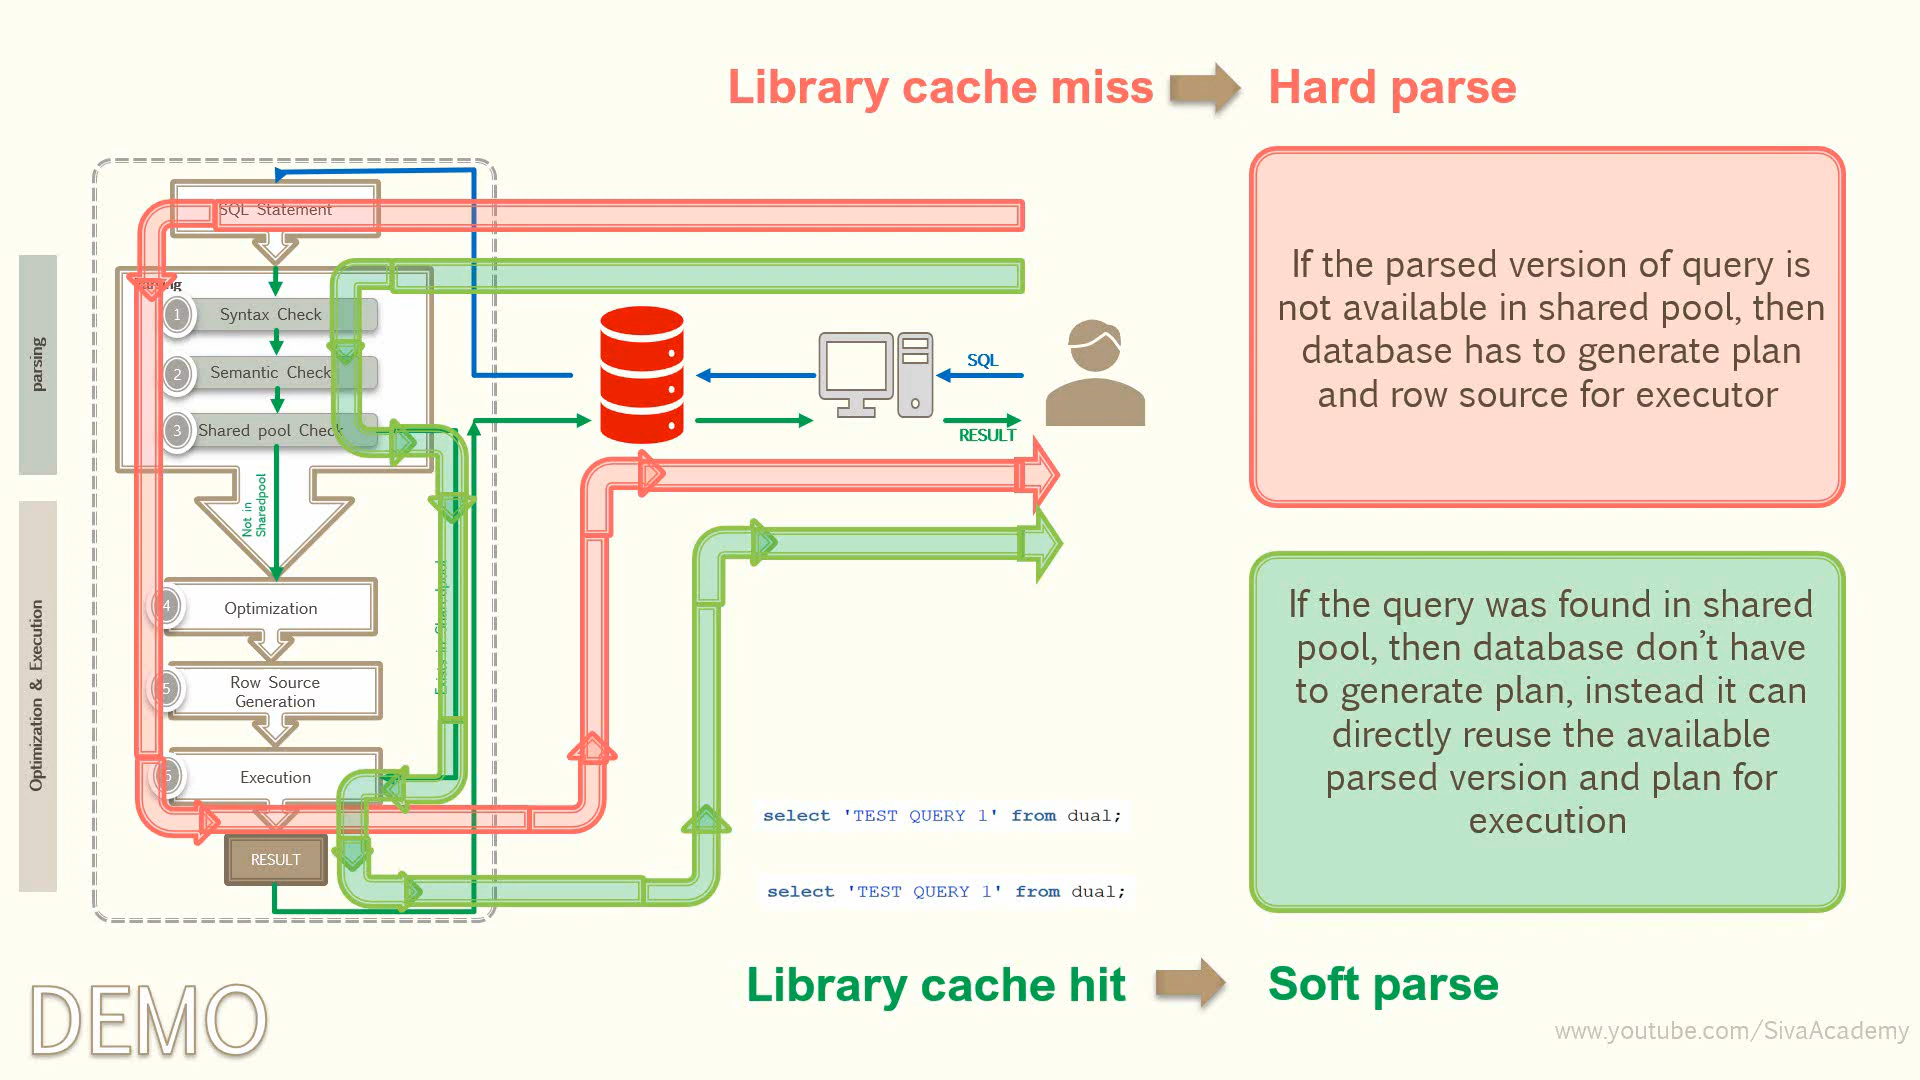 Library cache miss
Hard parse
SQL Statement
parsing
1
Syntax Check
2
Semantic Check
3
Shared pool Check
Not in
Sharedpool
Exists in Sharedpool
Optimization & Execution
4
Optimization
5
Row Source
Generation
6
Execution
RESULT
SQL
RESULT
If the parsed version of query is
not available in shared pool, then
database has to generate plan
and row source for executor
If the query was found in shared
pool, then database don't have
to generate plan, instead it can
directly reuse the available
parsed version and plan for
execution
select 'TEST QUERY 1' from dual;
select 'TEST QUERY 1' from dual;
Library cache hit
Soft parse
DEMO
www.youtube.com/SivaAcademy